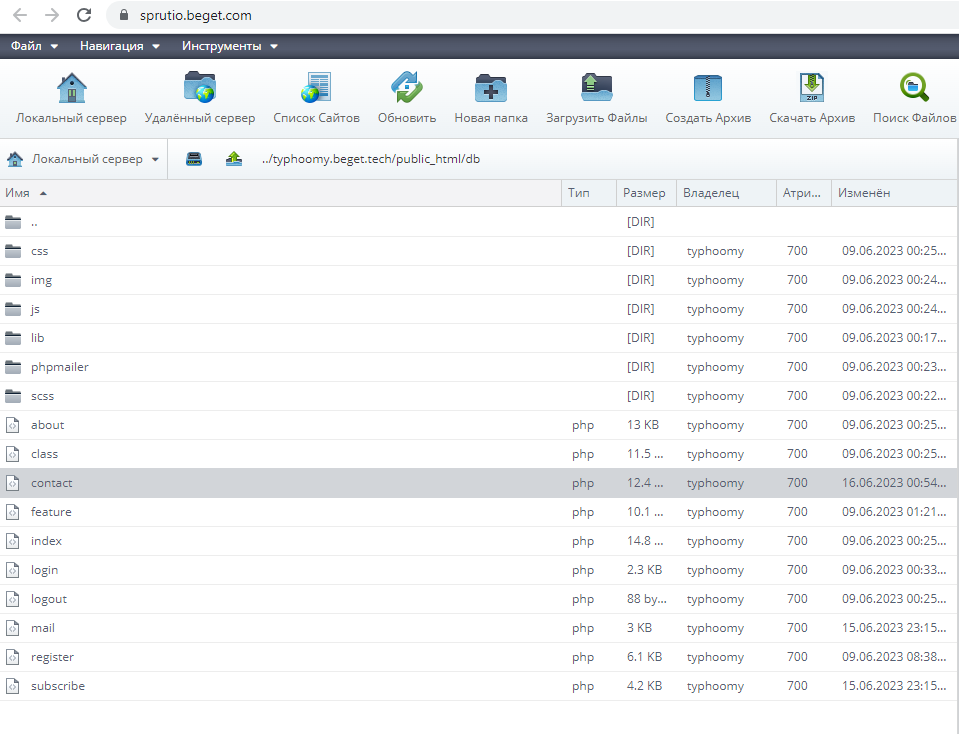 sprutio.beget.com
Файл Навигация Инструменты
Локальный сервер Удалённый сервер Список Сайтов Обновить Новая папка Загрузить Файлы Создать Архив ZIP Скачать Архив Поиск Файлов
Локальный сервер ../typhoomy.beget.tech/public_html/db
Имя Тип Размер Владелец Атри... Изменён
.. [DIR]
css [DIR] typhoomy 700 09.06.2023 00:25...
img [DIR] typhoomy 700 09.06.2023 00:24...
js [DIR] typhoomy 700 09.06.2023 00:24...
lib [DIR] typhoomy 700 09.06.2023 00:17...
phpmailer [DIR] typhoomy 700 09.06.2023 00:23...
scss [DIR] typhoomy 700 09.06.2023 00:22...
about php 13 KB typhoomy 700 09.06.2023 00:25...
class php 11.5 ... typhoomy 700 09.06.2023 00:25...
contact php 12.4 ... typhoomy 700 16.06.2023 00:54...
feature php 10.1 ... typhoomy 700 09.06.2023 01:21...
index php 14.8 ... typhoomy 700 09.06.2023 00:25...
login php 2.3 KB typhoomy 700 09.06.2023 00:33...
logout php 88 by... typhoomy 700 09.06.2023 00:25...
mail php 3 KB typhoomy 700 15.06.2023 23:15...
register php 6.1 KB typhoomy 700 09.06.2023 08:38...
subscribe php 4.2 KB typhoomy 700 15.06.2023 23:15...